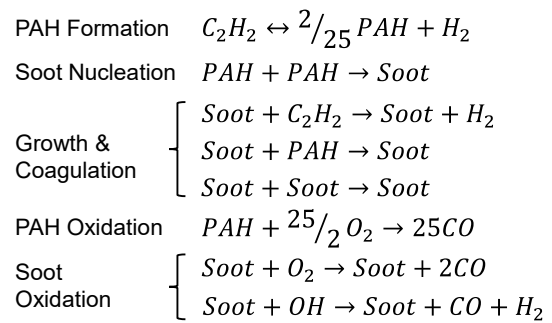 PAH Formation C₂H₂ ↔ 2/25 PAH + H₂
Soot Nucleation PAH + PAH → Soot
Growth & Coagulation
Soot + C₂H₂ → Soot + H₂
Soot + PAH → Soot
Soot + Soot → Soot
PAH Oxidation PAH + 25/2 O₂ → 25CO
Soot Oxidation
Soot + O₂ → Soot + 2CO
Soot + OH → Soot + CO + H₂